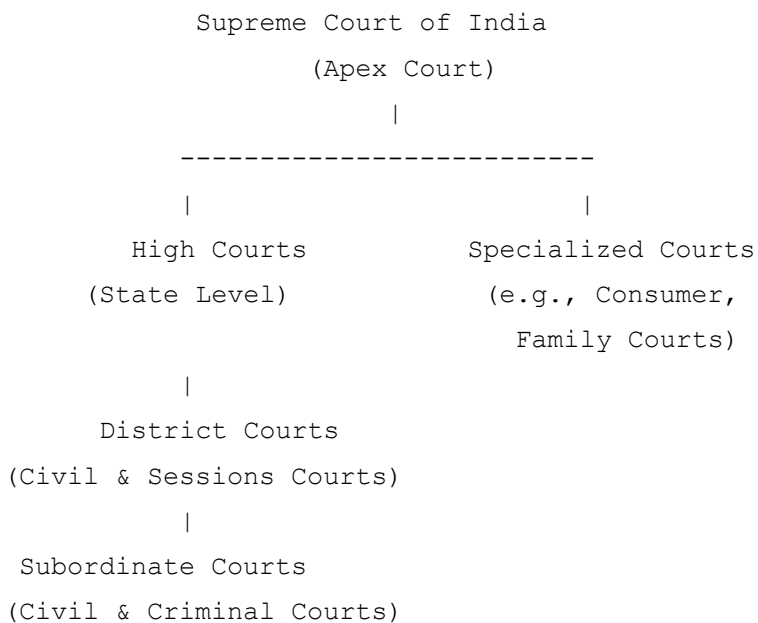 Supreme Court of India
(Apex Court)
|
--------------------------
| |
High Courts Specialized Courts
(State Level) (e.g., Consumer,
Family Courts)
|
District Courts
(Civil & Sessions Courts)
|
Subordinate Courts
(Civil & Criminal Courts)